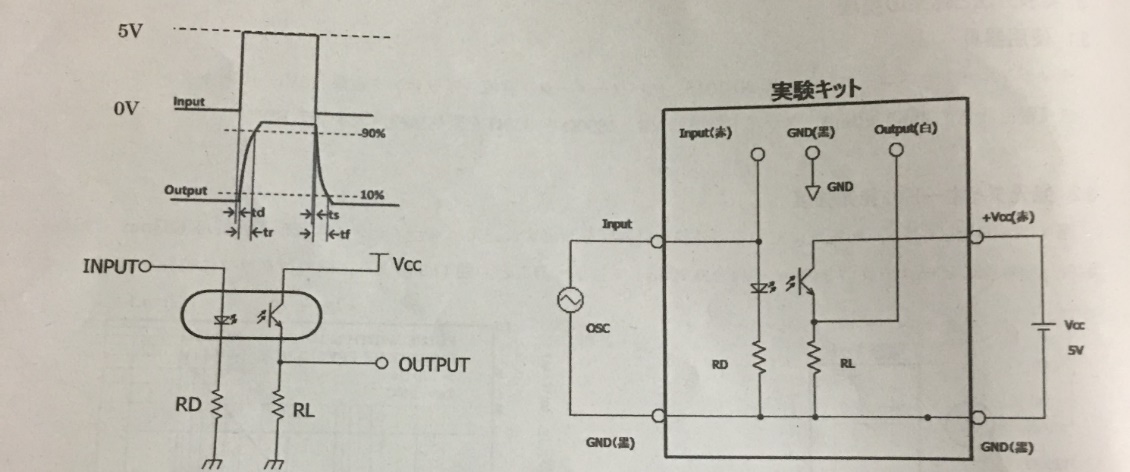 5V
0V
Input
90%
Output
10%
td
ts
tr
tf
INPUT
Vcc
OUTPUT
RD
RL
実験キット
Input(赤)
GND(黒)
Output(白)
GND
Input
+Vcc(赤)
OSC
RD
RL
Vcc
5V
GND(黒)
GND(黒)